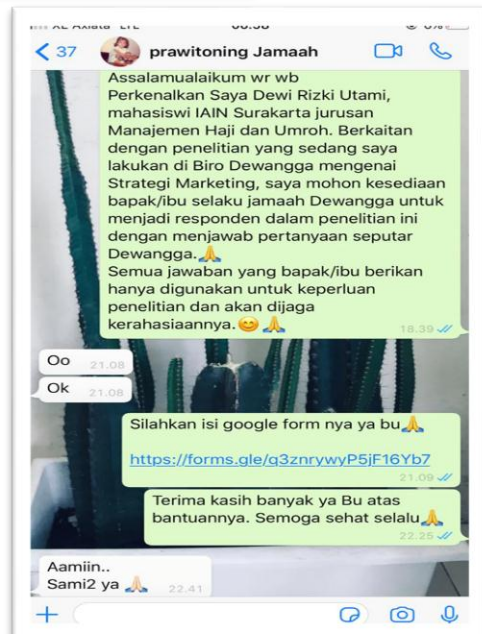 37 prawitoning Jamaah
Assalamualaikum wr wb
Perkenalkan Saya Dewi Rizki Utami,
mahasiswi IAIN Surakarta jurusan
Manajemen Haji dan Umroh. Berkaitan
dengan penelitian yang sedang saya
lakukan di Biro Dewangga mengenai
Strategi Marketing, saya mohon kesediaan
bapak/ibu selaku jamaah Dewangga untuk
menjadi responden dalam penelitian ini
dengan menjawab pertanyaan seputar
Dewangga.🙏
Semua jawaban yang bapak/ibu berikan
hanya digunakan untuk keperluan
penelitian dan akan dijaga
kerahasiaannya.😊🙏 18.39
Oo 21.08
Ok 21.08
Silahkan isi google form nya ya bu🙏
https://forms.gle/q3znrywyP5jF16Yb7
21.09
Terima kasih banyak ya Bu atas
bantuannya. Semoga sehat selalu🙏
22.25
Aamiin..
Sami2 ya 🙏 22.41